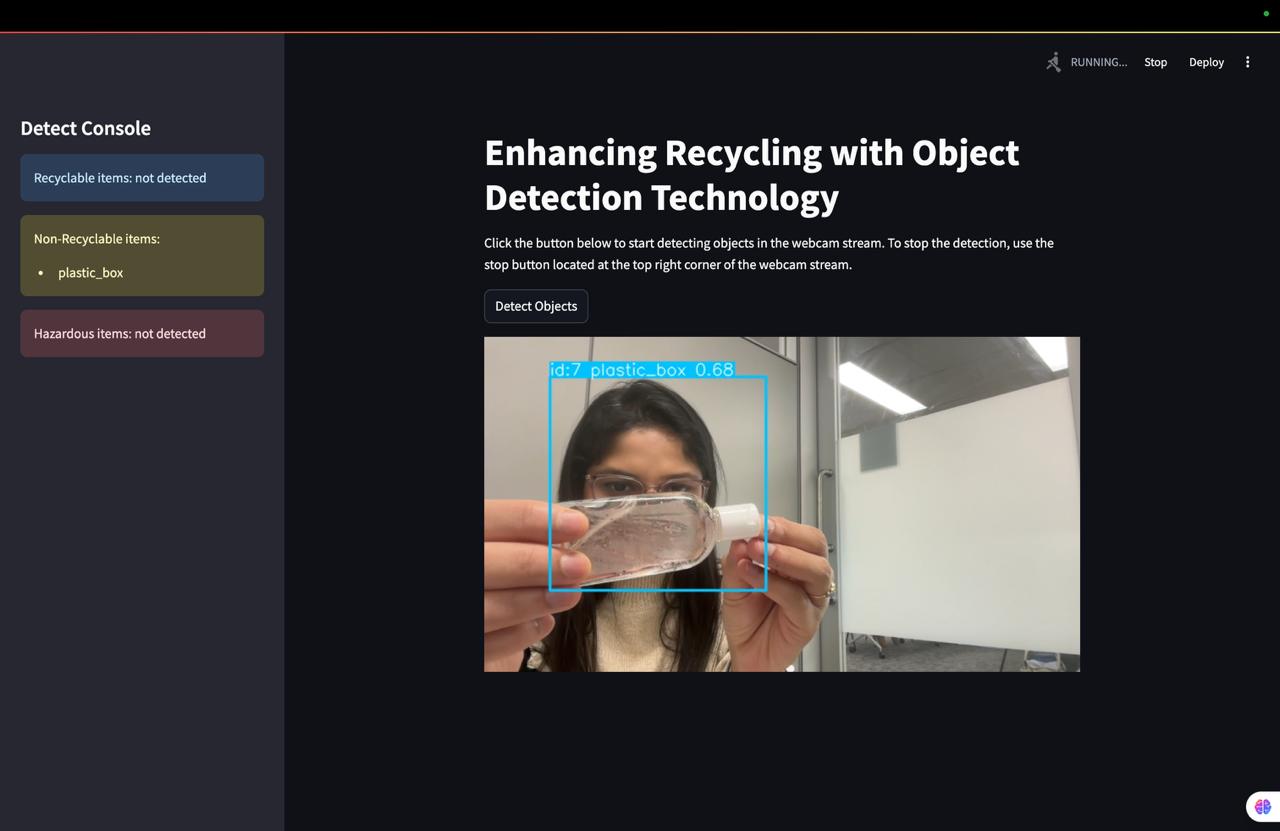 RUNNING...
Stop
Deploy
Detect Console
Recyclable items: not detected
Non-Recyclable items:
• plastic_box
Hazardous items: not detected
Enhancing Recycling with Object
Detection Technology
Click the button below to start detecting objects in the webcam stream. To stop the detection, use the
stop button located at the top right corner of the webcam stream.
Detect Objects
id:7 plastic_box 0.68